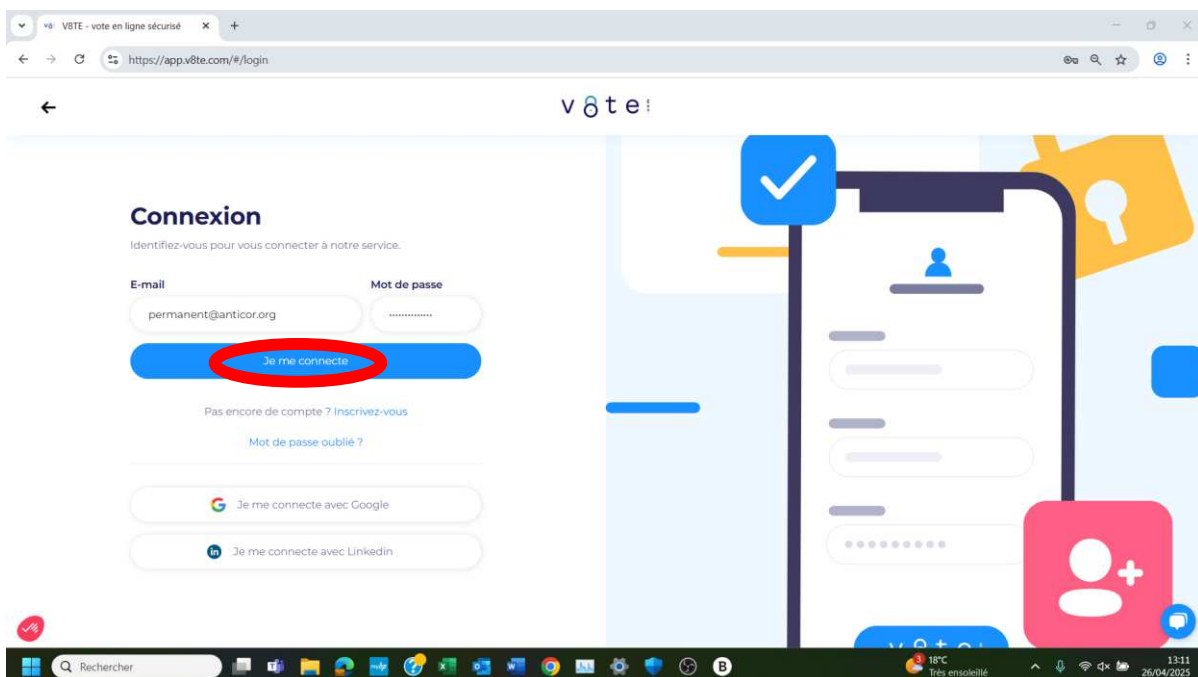 V8TE - vote en ligne sécurisé
https://app.v8te.com/#/login
v8te
Connexion
Identifiez-vous pour vous connecter à notre service.
E-mail Mot de passe
permanent@anticor.org ••••••••••••••
Je me connecte
Pas encore de compte ? Inscrivez-vous
Mot de passe oublié ?
Je me connecte avec Google
in Je me connecte avec Linkedin
v8te
Rechercher
B
3 18°C
Très ensoleillé
13:11
26/04/2025